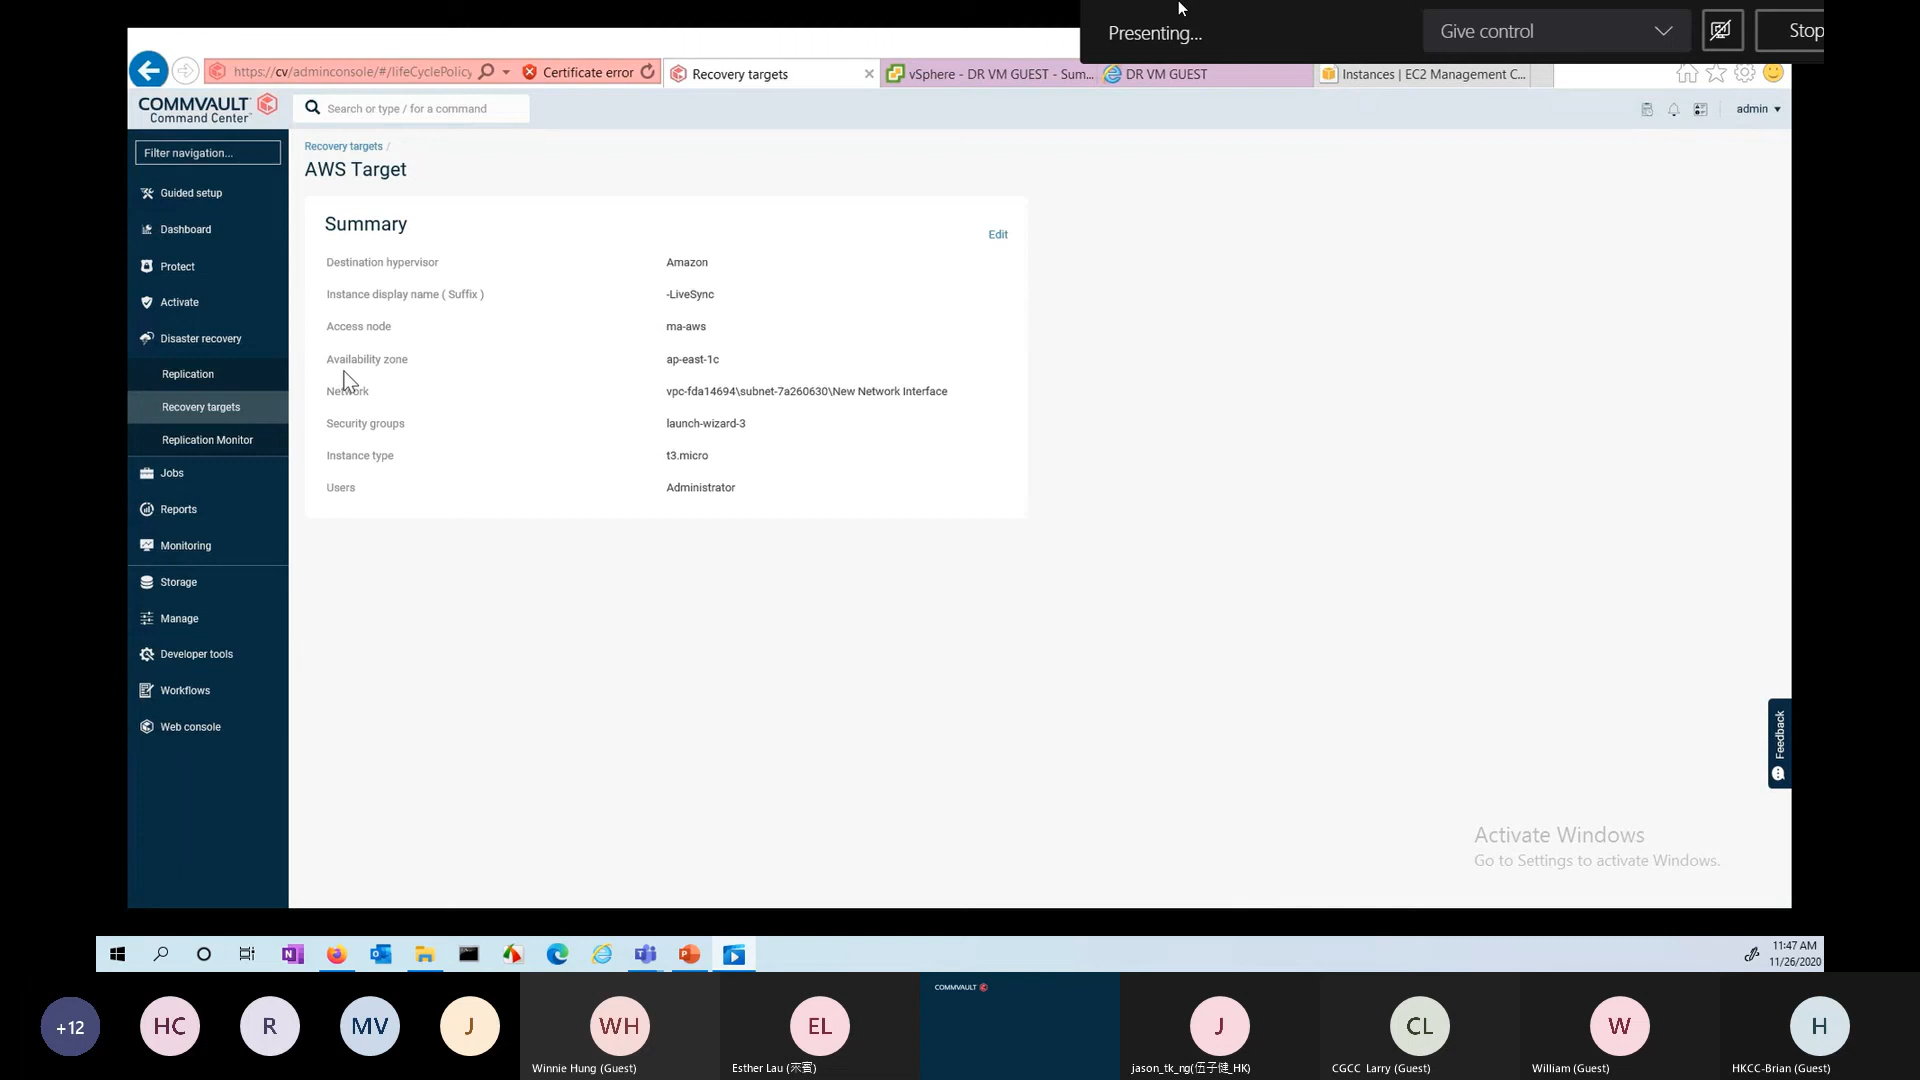 Presenting...
Give control
Stop
https://cv/adminconsole/#/lifeCyclePolicy
Certificate error
Recovery targets
vSphere - DR VM GUEST - Sum...
DR VM GUEST
Instances | EC2 Management C...
COMMVAULT
Command Center
Search or type / for a command
admin
Filter navigation...
Guided setup
Dashboard
Protect
Activate
Disaster recovery
Replication
Recovery targets
Replication Monitor
Jobs
Reports
Monitoring
Storage
Manage
Developer tools
Workflows
Web console
Recovery targets /
AWS Target
Summary
Edit
Destination hypervisor Amazon
Instance display name ( Suffix ) -LiveSync
Access node ma-aws
Availability zone ap-east-1c
Network vpc-fda14694\subnet-7a260630\New Network Interface
Security groups launch-wizard-3
Instance type t3.micro
Users Administrator
Feedback
Activate Windows
Go to Settings to activate Windows.
11:47 AM
11/26/2020
+12
HC
R
MV
J
WH
Winnie Hung (Guest)
EL
Esther Lau
COMMVAULT
J
jason_tk_ng(伍子健_HK)
CL
CGCC Larry (Guest)
W
William (Guest)
H
HKCC-Brian (Guest)